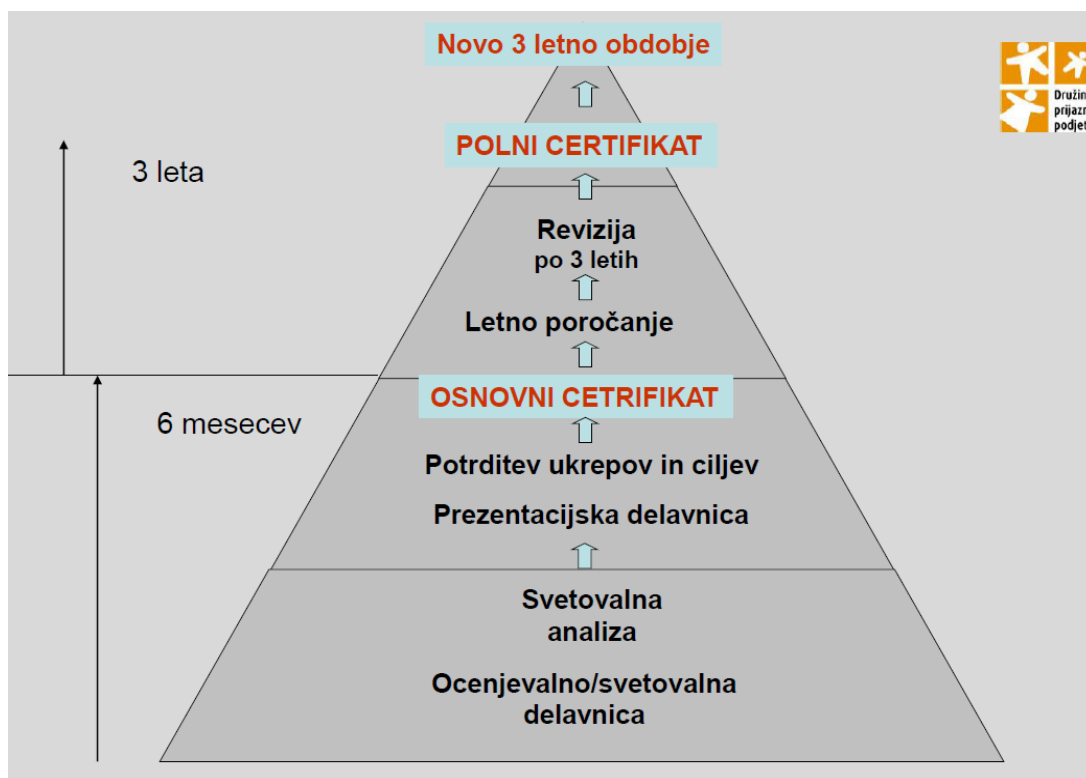 Novo 3 letno obdobje
POLNI CERTIFIKAT
3 leta
Revizija
po 3 letih
Letno poročanje
OSNOVNI CETRIFIKAT
6 mesecev
Potrditev ukrepov in ciljev
Prezentacijska delavnica
Svetovalna
analiza
Ocenjevalno/svetovalna
delavnica